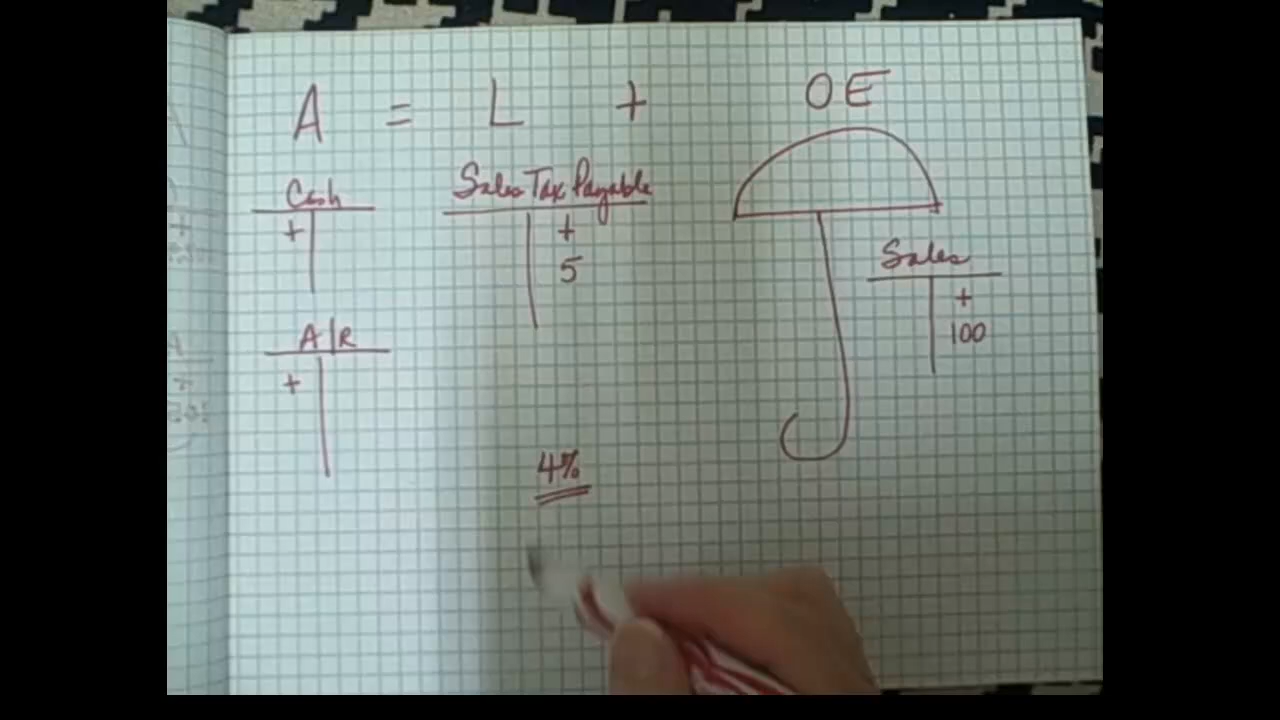 A = L + OE
Cash
+
Sales Tax Payable
+
5
Sales
+
100
A/R
+
4%